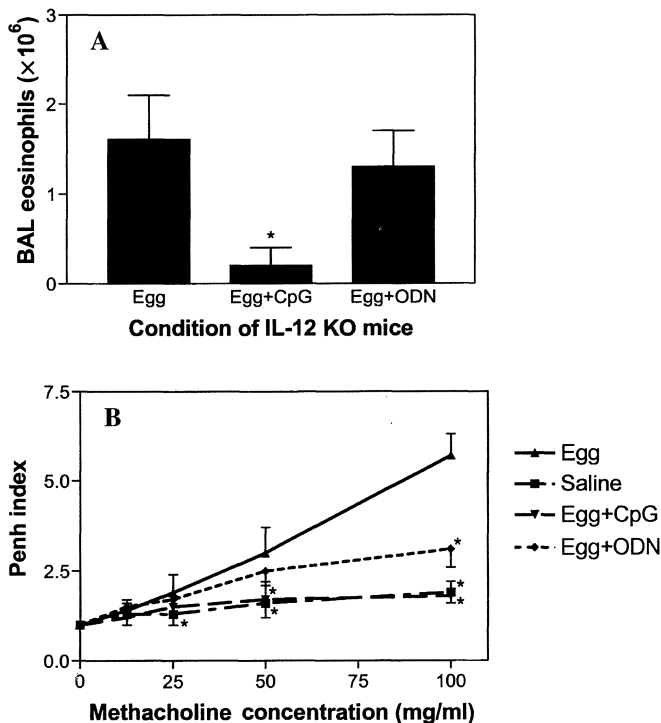 A
BAL eosinophils (×10⁶)
3
2
1
0
*
Egg
Egg+CpG
Egg+ODN
Condition of IL-12 KO mice
B
Penh index
7.5
5.0
2.5
0.0
*
*
*
*
*
*
0
25
50
75
100
Methacholine concentration (mg/ml)
Egg
Saline
Egg+CpG
Egg+ODN